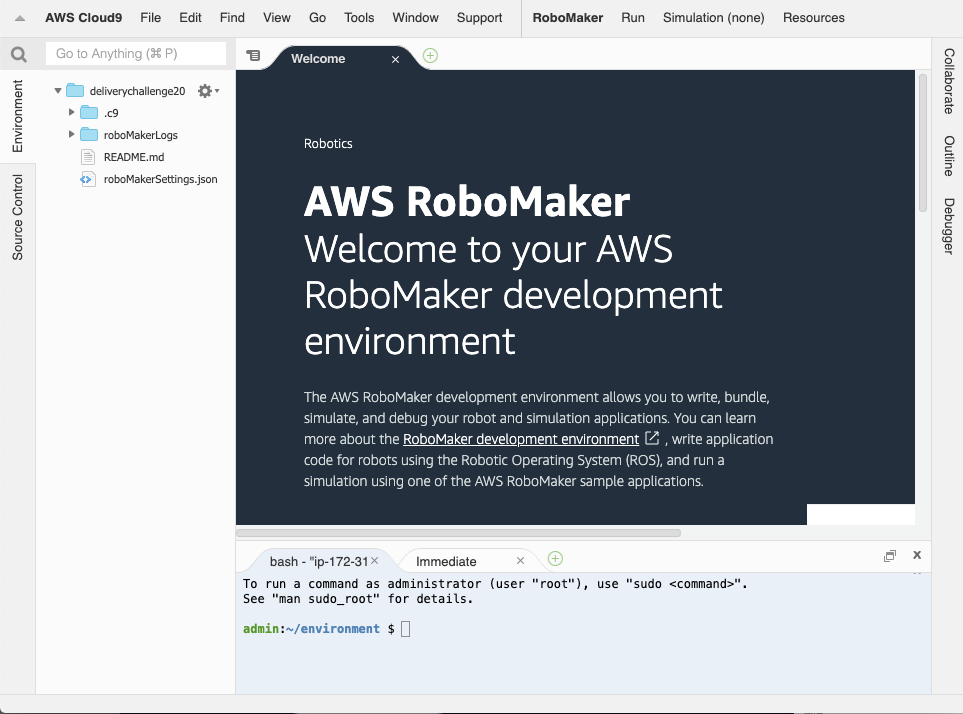 AWS Cloud9 File Edit Find View Go Tools Window Support RoboMaker Run Simulation (none) Resources
Go to Anything (⌘ P)
Welcome
Environment
Source Control
deliverychallenge20
.c9
roboMakerLogs
README.md
roboMakerSettings.json
Robotics
AWS RoboMaker
Welcome to your AWS
RoboMaker development
environment
The AWS RoboMaker development environment allows you to write, bundle,
simulate, and debug your robot and simulation applications. You can learn
more about the RoboMaker development environment , write application
code for robots using the Robotic Operating System (ROS), and run a
simulation using one of the AWS RoboMaker sample applications.
Collaborate
Outline
Debugger
bash - "ip-172-31 Immediate
To run a command as administrator (user "root"), use "sudo <command>".
See "man sudo_root" for details.
admin:~/environment $